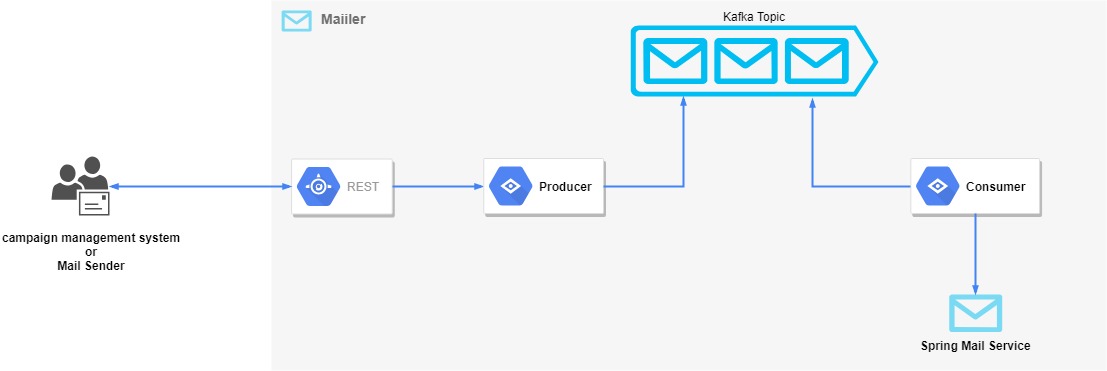 Maiiler
Kafka Topic
REST
Producer
Consumer
campaign management system
or
Mail Sender
Spring Mail Service